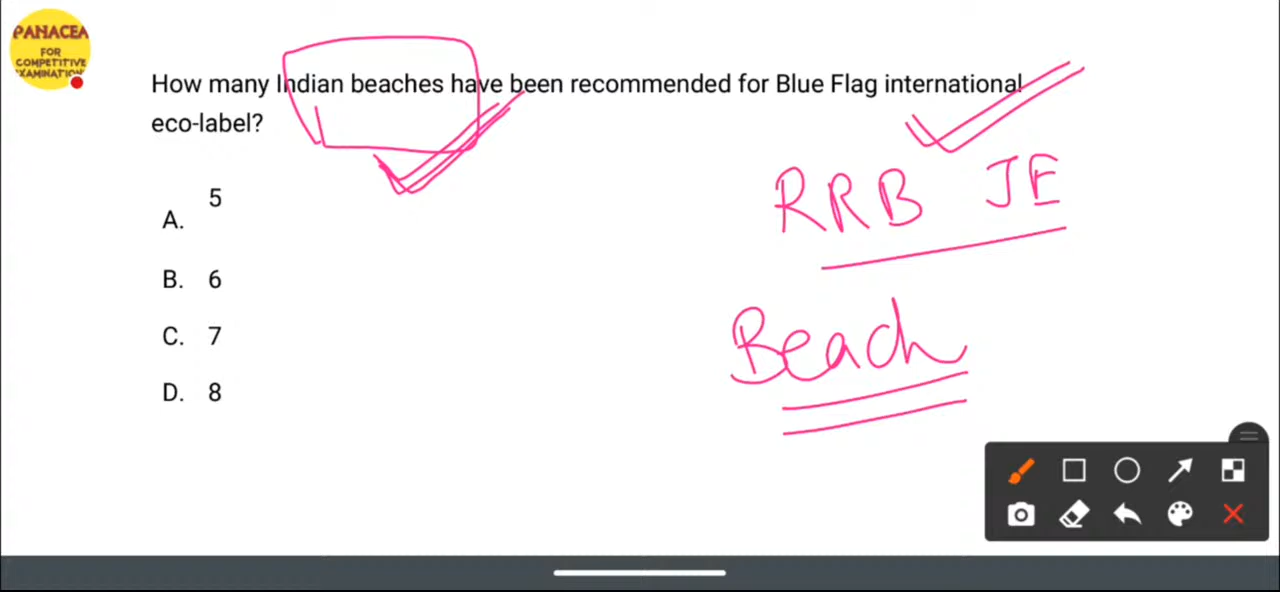 PANACEA
FOR
COMPETITIVE
EXAMINATION
How many Indian beaches have been recommended for Blue Flag international
eco-label?
RRB JE
A. 5
B. 6
Beach
C. 7
D. 8